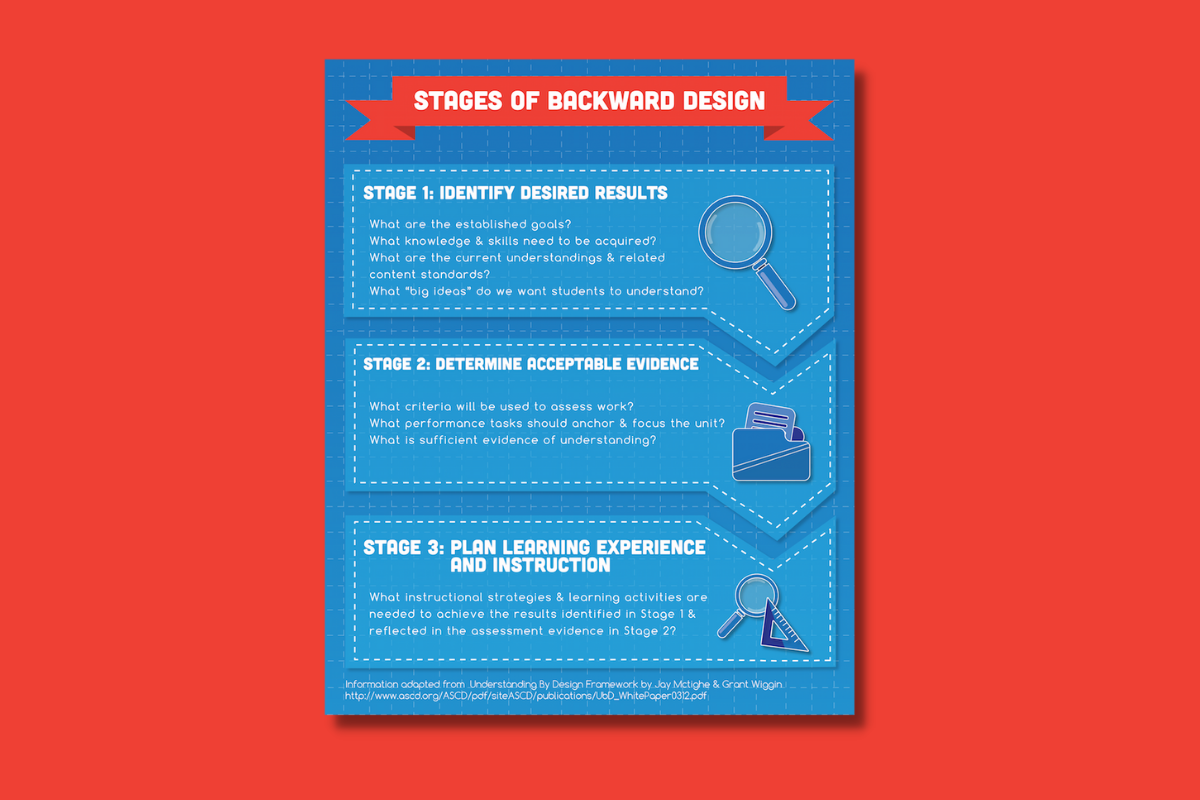 STAGES OF BACKWARD DESIGN
STAGE 1: IDENTIFY DESIRED RESULTS
What are the established goals?
What knowledge & skills need to be acquired?
What are the current understandings & related
content standards?
What "big ideas" do we want students to understand?
STAGE 2: DETERMINE ACCEPTABLE EVIDENCE
What criteria will be used to assess work?
What performance tasks should anchor & focus the unit?
What is sufficient evidence of understanding?
STAGE 3: PLAN LEARNING EXPERIENCE
AND INSTRUCTION
What instructional strategies & learning activities are
needed to achieve the results identified in Stage 1 &
reflected in the assessment evidence in Stage 2?
Information adapted from Understanding By Design Framework by Jay Mctighe & Grant Wiggin.
http://www.ascd.org/ASCD/pdf/siteASCD/publications/UbD_WhitePaper0312.pdf